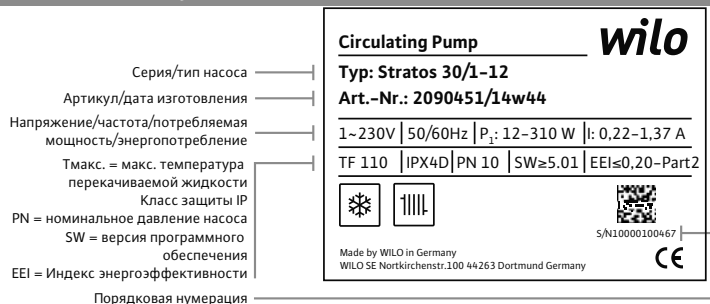 Серия/тип насоса
Артикул/дата изготовления
Напряжение/частота/потребляемая
мощность/энергопотребление
Tмакс. = макс. температура
перекачиваемой жидкости
Класс защиты IP
PN = номинальное давление насоса
SW = версия программного
обеспечения
EEI = Индекс энергоэффективности
Порядковая нумерация
Circulating Pump
wilo
Typ: Stratos 30/1-12
Art.-Nr.: 2090451/14w44
1~230V 50/60Hz P1: 12-310 W I: 0,22-1,37 A
TF 110 IPX4D PN 10 SW≥5.01 EEI≤0,20-Part2
S/N10000100467
Made by WILO in Germany
WILO SE Nortkirchenstr.100 44263 Dortmund Germany
CE